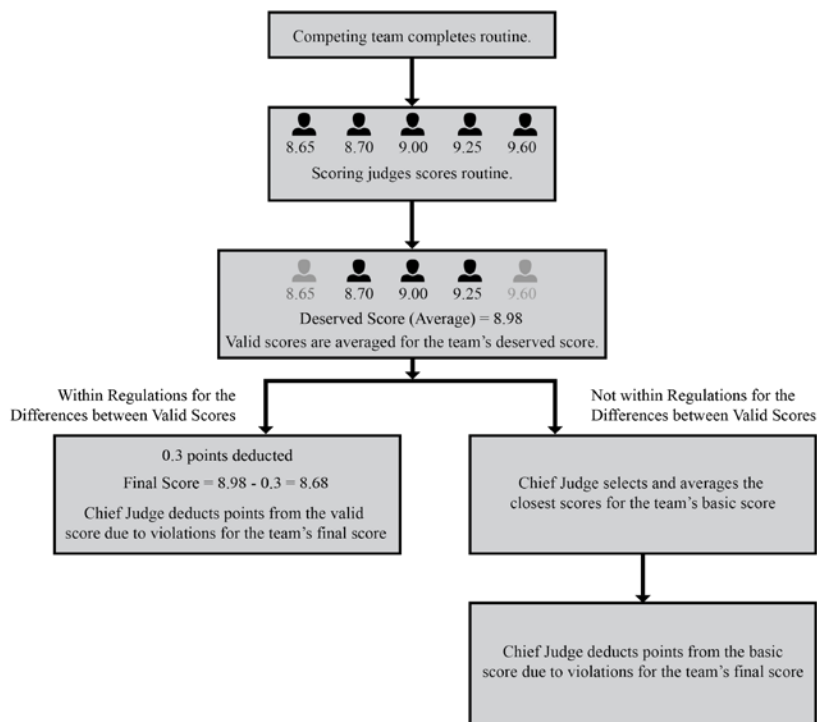 Competing team completes routine.
8.65 8.70 9.00 9.25 9.60
Scoring judges scores routine.
8.65 8.70 9.00 9.25 9.60
Deserved Score (Average) = 8.98
Valid scores are averaged for the team's deserved score.
Within Regulations for the
Differences between Valid Scores
Not within Regulations for the
Differences between Valid Scores
0.3 points deducted
Final Score = 8.98 - 0.3 = 8.68
Chief Judge deducts points from the valid
score due to violations for the team's final score
Chief Judge selects and averages the
closest scores for the team's basic score
Chief Judge deducts points from the basic
score due to violations for the team's final score